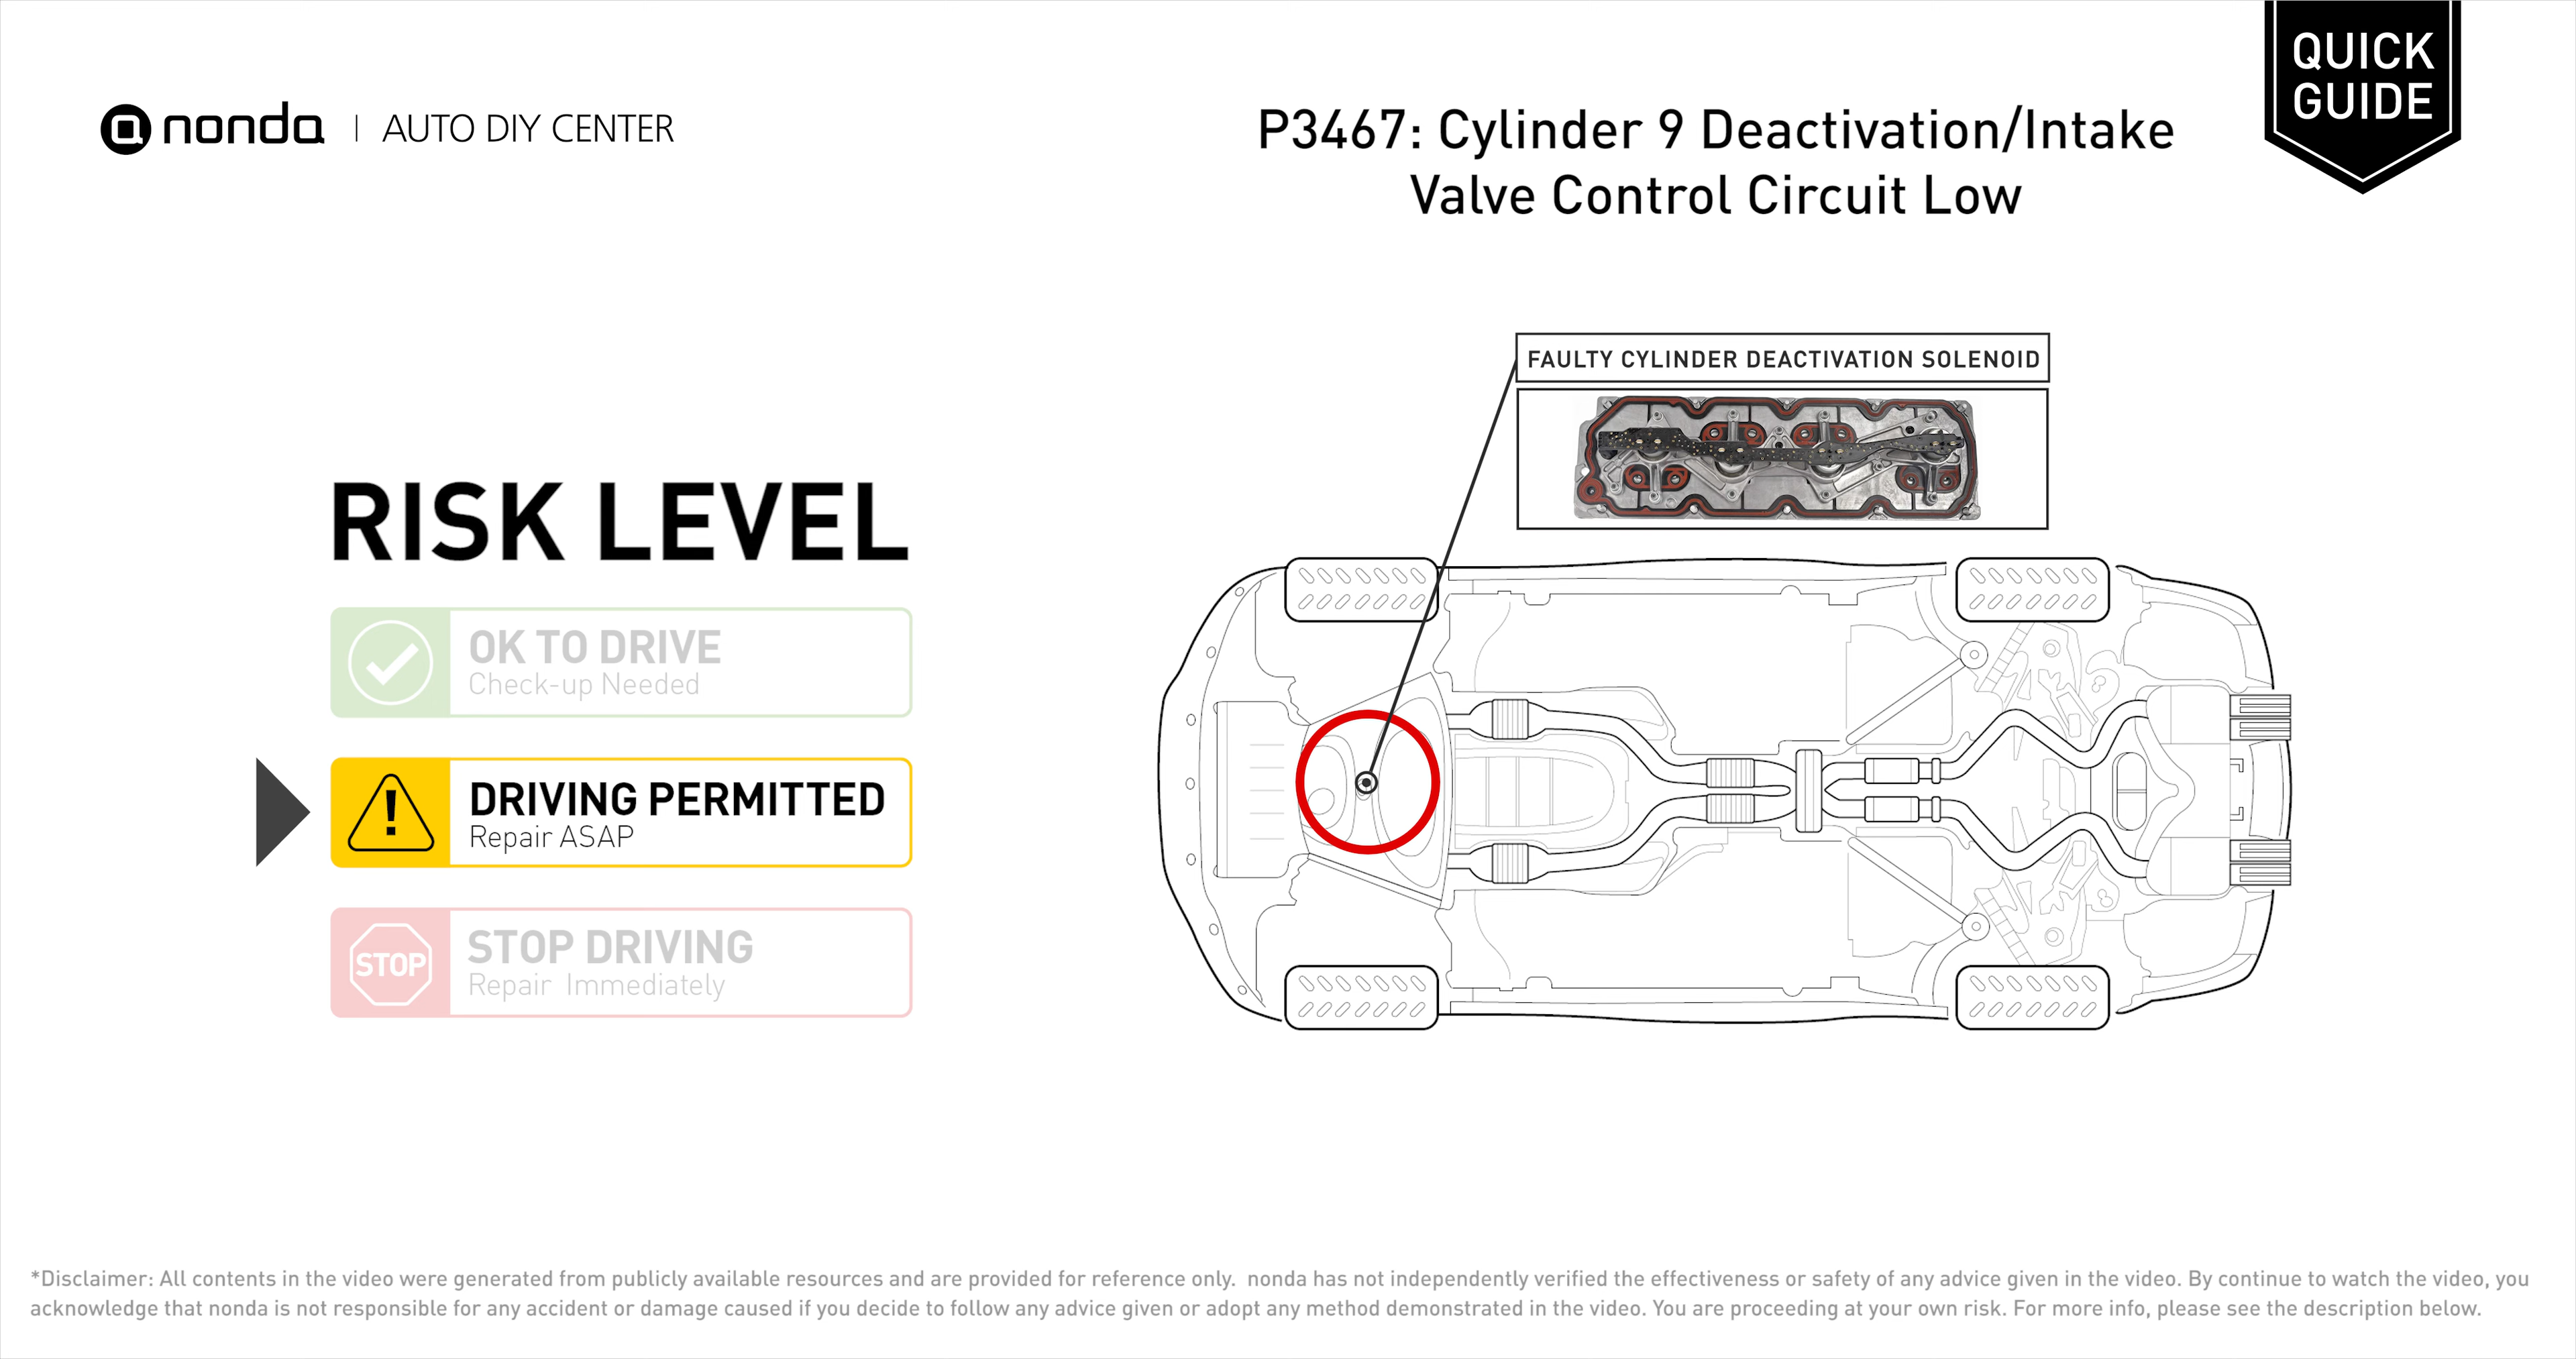 nonda | AUTO DIY CENTER
P3467: Cylinder 9 Deactivation/Intake
Valve Control Circuit Low
QUICK
GUIDE
FAULTY CYLINDER DEACTIVATION SOLENOID
RISK LEVEL
OK TO DRIVE
Check-up Needed
DRIVING PERMITTED
Repair ASAP
STOP
STOP DRIVING
Repair Immediately
*Disclaimer: All contents in the video were generated from publicly available resources and are provided for reference only. nonda has not independently verified the effectiveness or safety of any advice given in the video. By continue to watch the video, you
acknowledge that nonda is not responsible for any accident or damage caused if you decide to follow any advice given or adopt any method demonstrated in the video. You are proceeding at your own risk. For more info, please see the description below.